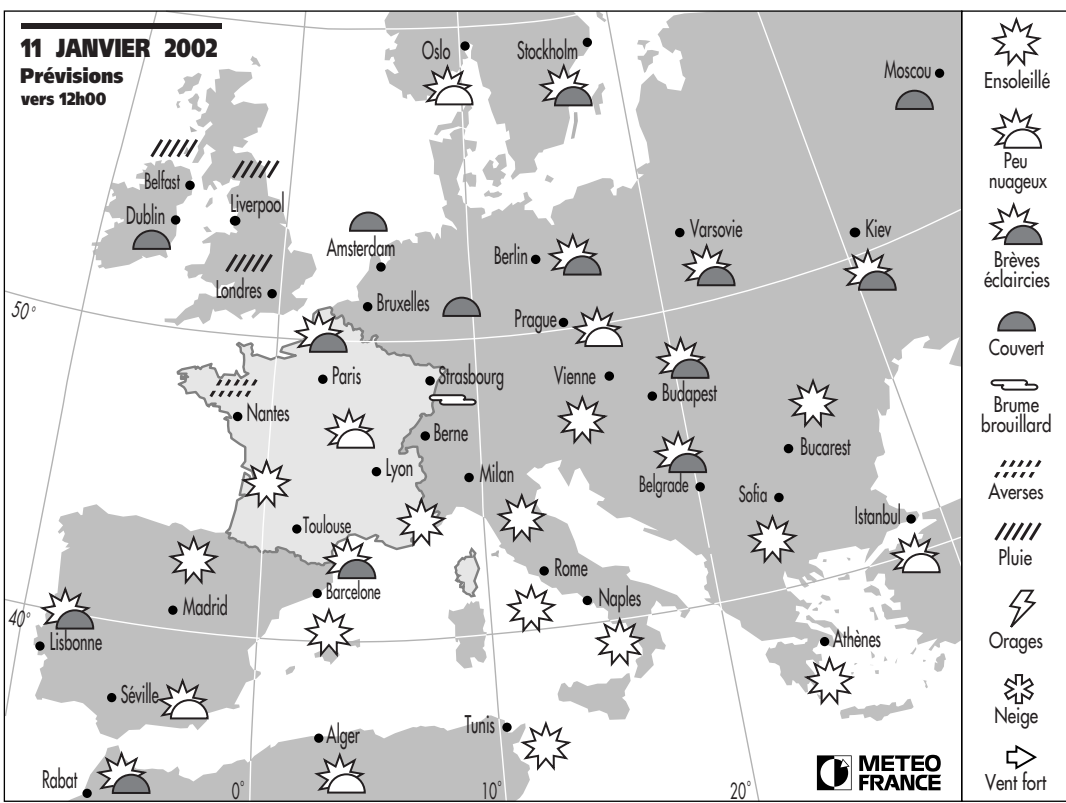 11 JANVIER 2002
Prévisions
vers 12h00
Oslo
Stockholm
Moscou
Belfast
Liverpool
Dublin
Amsterdam
Berlin
Varsovie
Kiev
Londres
Bruxelles
50°
Prague
Paris
Strasbourg
Vienne
Budapest
Nantes
Berne
Bucarest
Lyon
Milan
Belgrade
Sofia
Istanbul
Toulouse
Rome
Barcelone
Naples
Madrid
40°
Lisbonne
Athènes
Séville
Tunis
Alger
Rabat
0°
10°
20°
METEO
FRANCE
Ensoleillé
Peu
nuageux
Brèves
éclaircies
Couvert
Brume
brouillard
Averses
Pluie
Orages
Neige
Vent fort